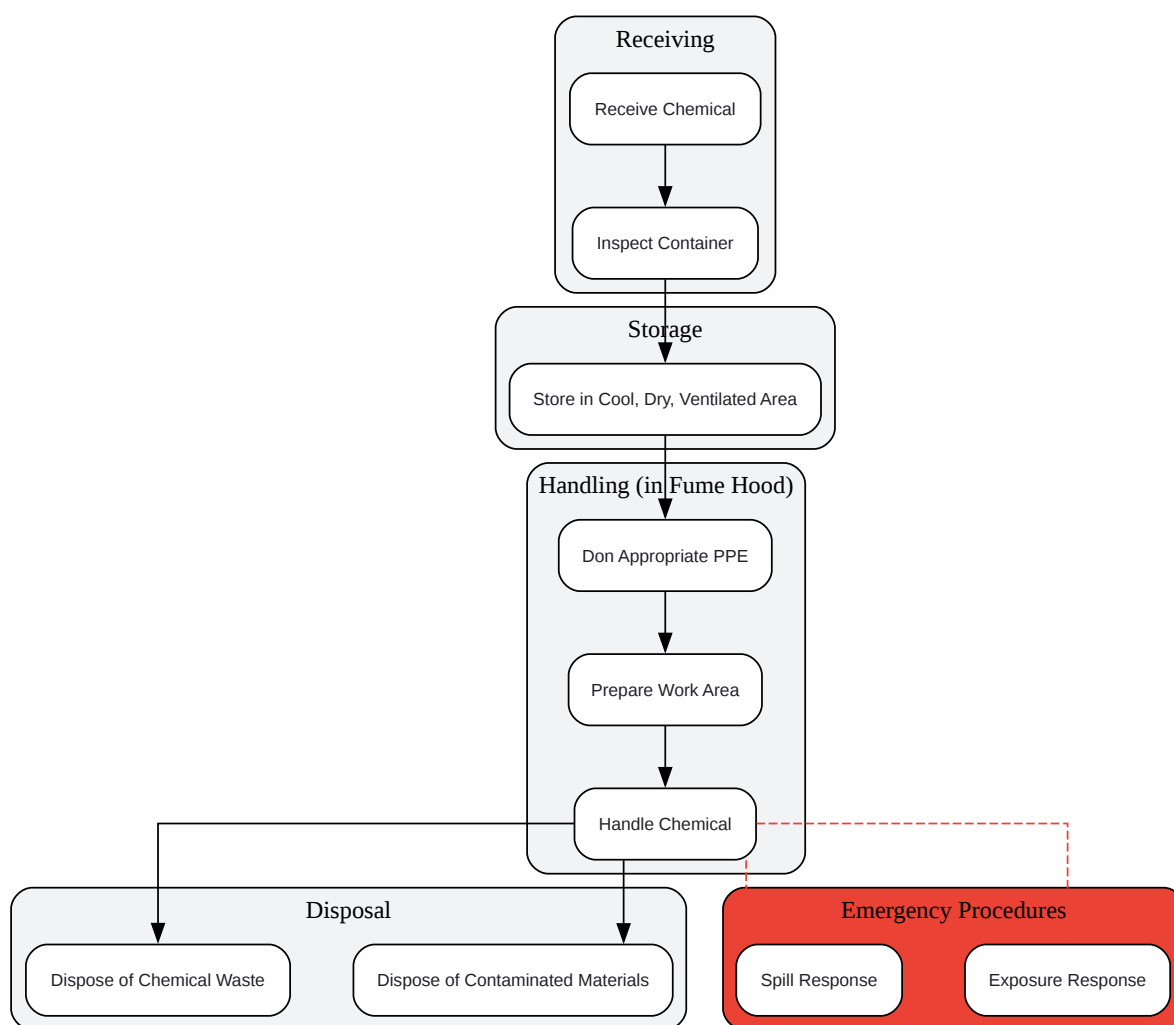 Receiving
Receive Chemical
Inspect Container
Storage
Store in Cool, Dry, Ventilated Area
Handling (in Fume Hood)
Don Appropriate PPE
Prepare Work Area
Handle Chemical
Disposal
Dispose of Chemical Waste
Dispose of Contaminated Materials
Emergency Procedures
Spill Response
Exposure Response